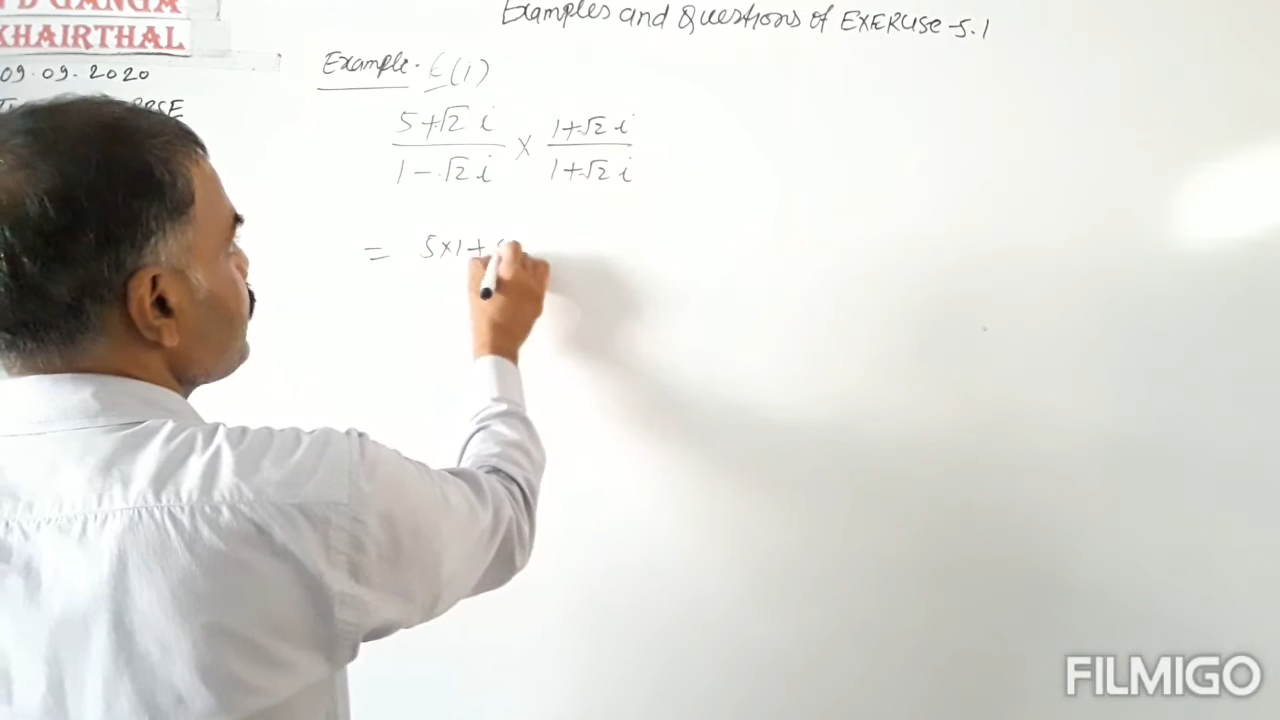 GANGA
KHAIRTHAL
09.09.2020
Examples and Questions of EXERCISE-5.1
Example. 6(i)
5+√2 i / 1-√2 i × 1+√2 i / 1+√2 i
= 5×1+
FILMIGO